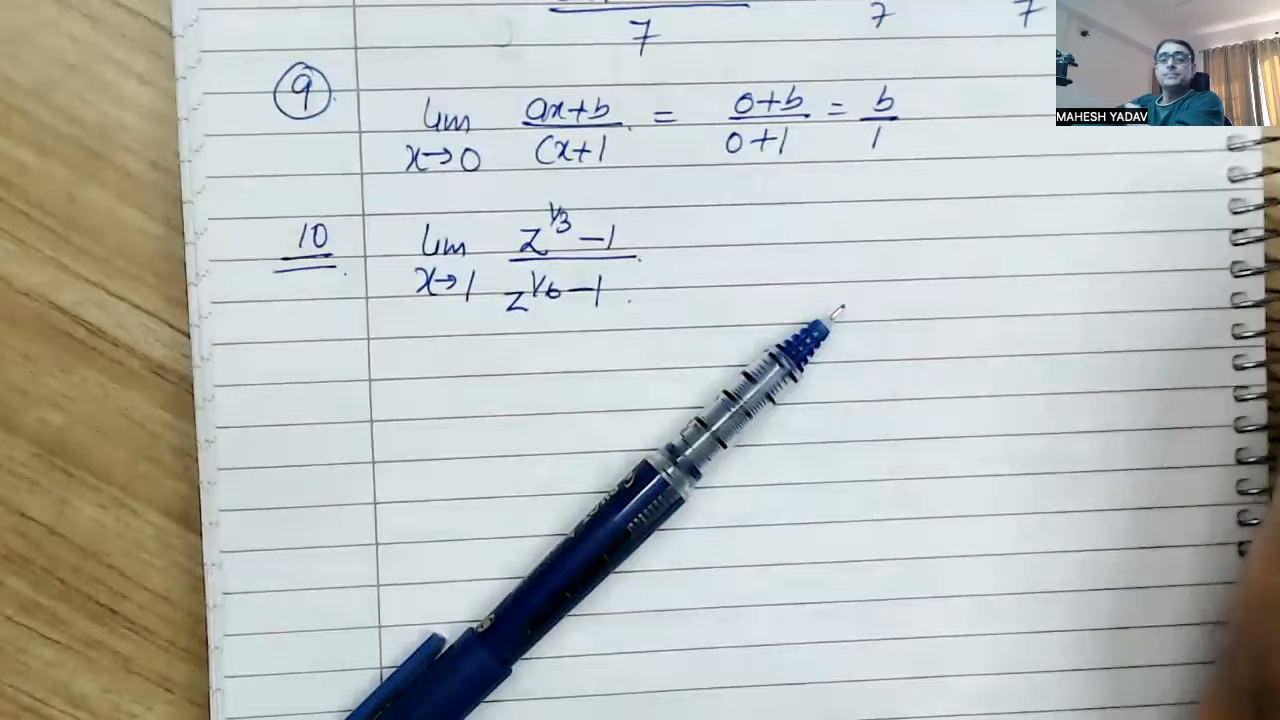 7 7 7
MAHESH YADAV
9 lim x→0 ax+b / cx+1 = 0+b / 0+1 = b / 1
10 lim x→1 z^1/3 -1 / z^1/6 -1